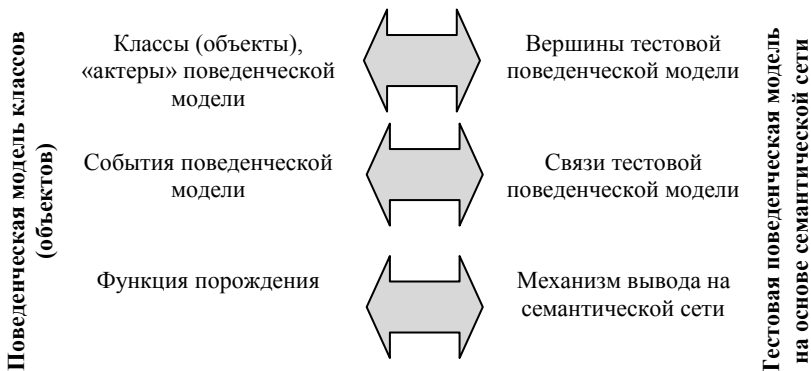 Поведенческая модель классов
(объектов)
Классы (объекты),
«актеры» поведенческой
модели
Вершины тестовой
поведенческой модели
События поведенческой
модели
Связи тестовой
поведенческой модели
Функция порождения
Механизм вывода на
семантической сети
Тестовая поведенческая модель
на основе семантической сети